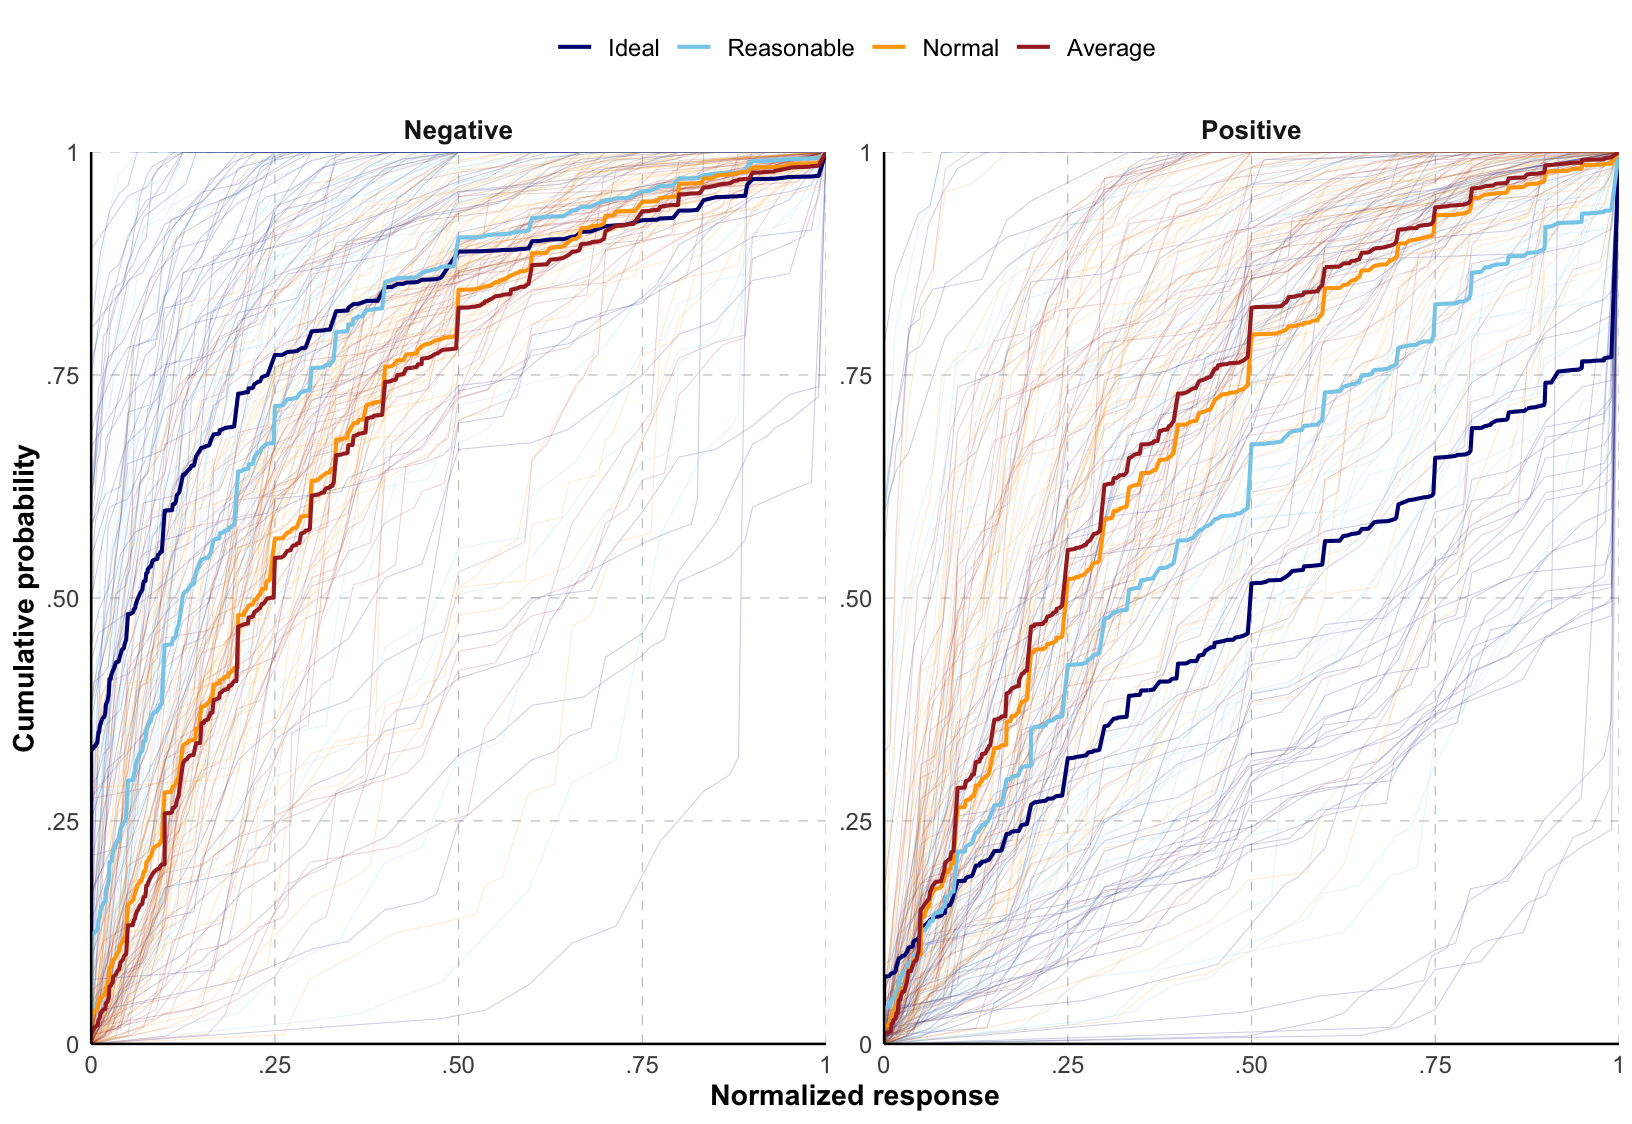 Ideal Reasonable Normal Average
Negative
Positive
Cumulative probability
1
.75
.50
.25
0
0 .25 .50 .75 1
1
.75
.50
.25
0
0 .25 .50 .75 1
Normalized response